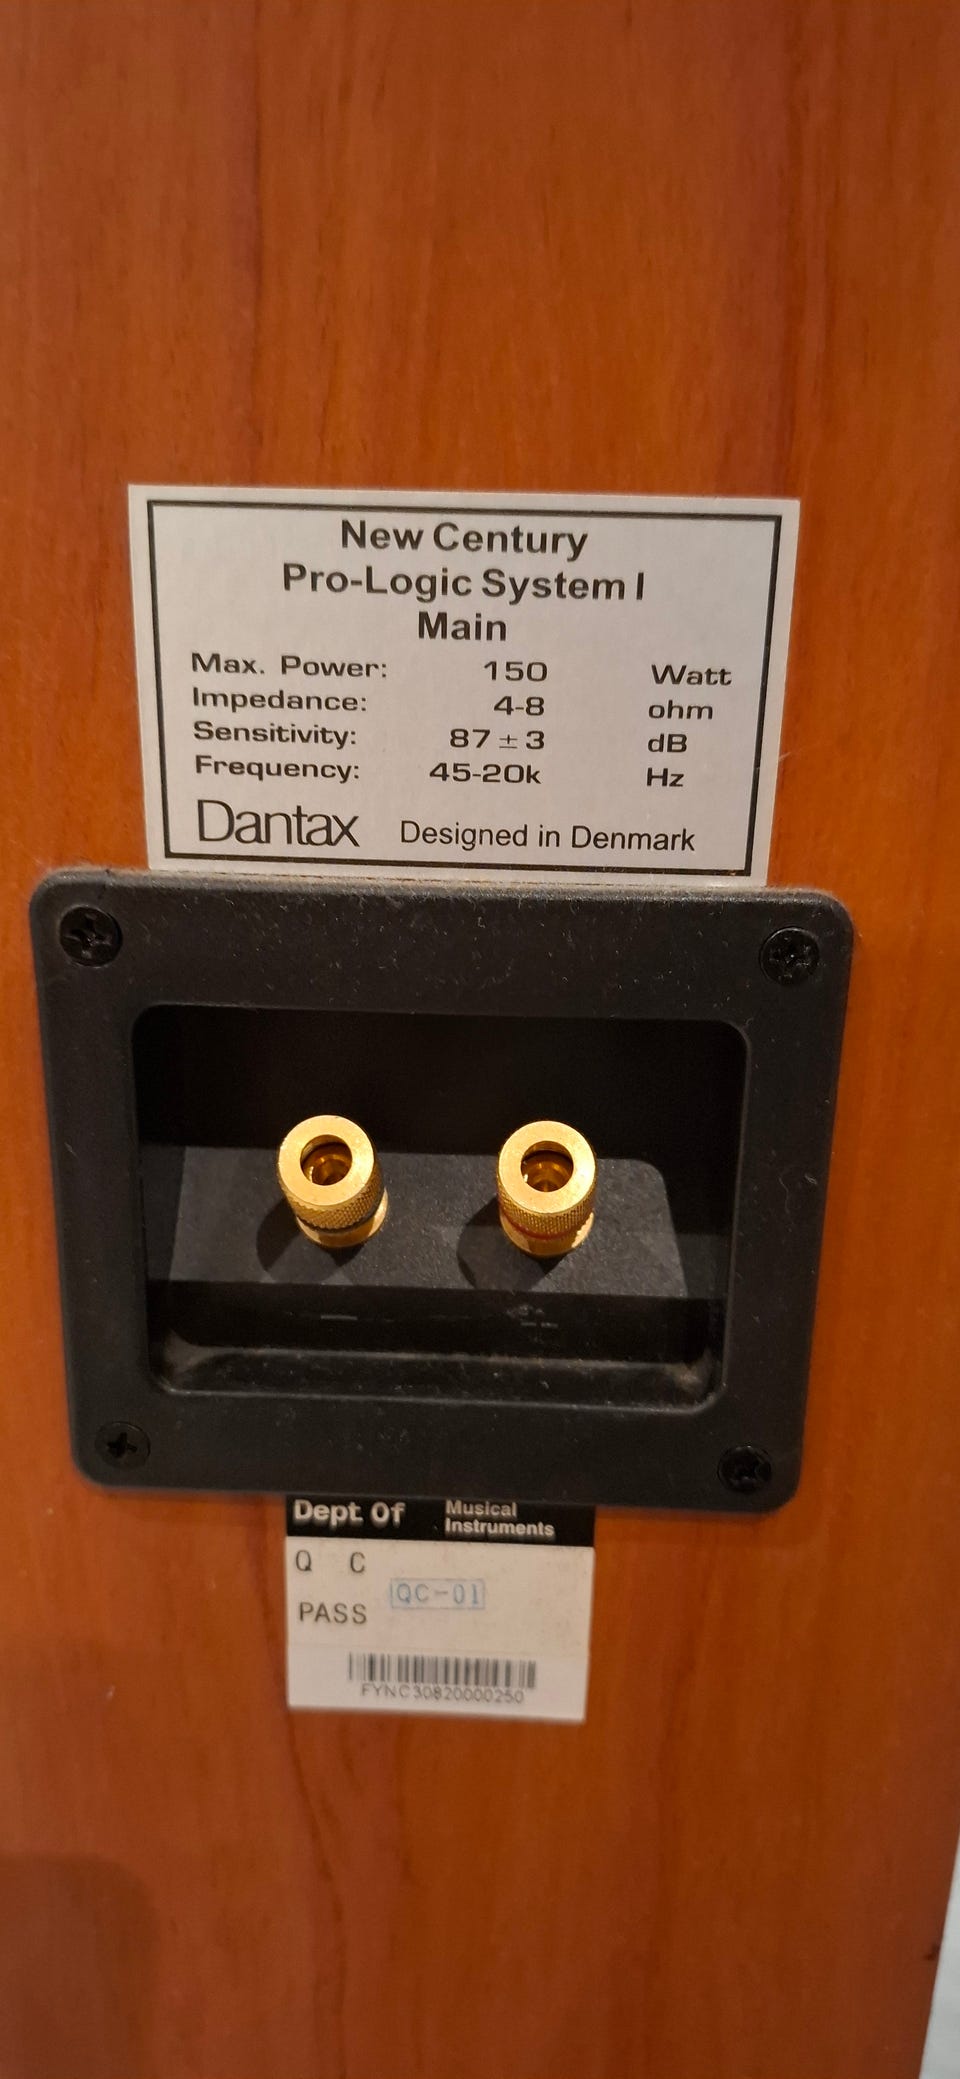 New Century
Pro-Logic System I
Main
Max. Power: 150 Watt
Impedance: 4-8 ohm
Sensitivity: 87 ± 3 dB
Frequency: 45-20k Hz
Dantax Designed in Denmark
Dept Of Musical Instruments
Q C
QC-01
PASS
FYNC30820000250